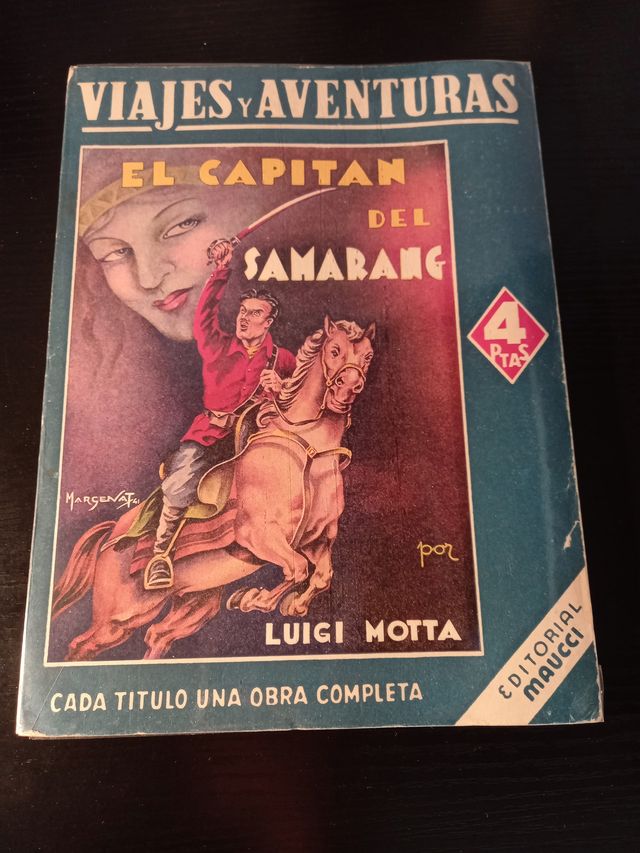 VIAJES Y AVENTURAS
EL CAPITAN
DEL
SAMARANG
4
PTAS
MARGENAT 41
por
LUIGI MOTTA
CADA TITULO UNA OBRA COMPLETA
EDITORIAL
MAUCCI